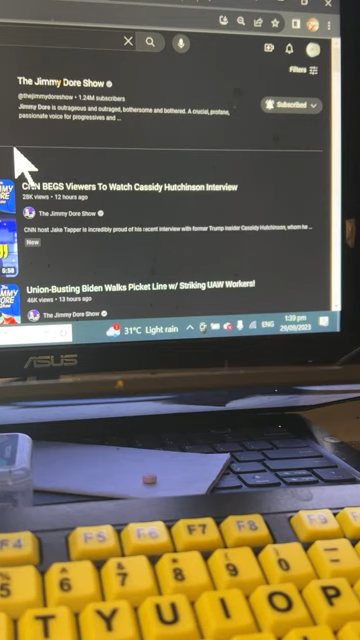 #Filters
The Jimmy Dore Show
@thejimmydoreshow • 1.24M subscribers
Subscribed
Jimmy Dore is outrageous and outraged, bothersome and bothered. A crucial, profane,
passionate voice for progressives and ...
CNN BEGS Viewers To Watch Cassidy Hutchinson Interview
28K views • 12 hours ago
The Jimmy Dore Show
CNN host Jake Tapper is incredibly proud of his recent interview with former Trump insider Cassidy Hutchinson, whom he ...
New
5:58
Union-Busting Biden Walks Picket Line w/ Striking UAW Workers!
46K views • 13 hours ago
The Jimmy Dore Show
31°C Light rain
ENG
1:39 pm
29/09/2023
ASUS
F4 F5 F6 F7 F8 F9
5 6 & 7 * 8 ( 9 ) 0
T Y U I O P